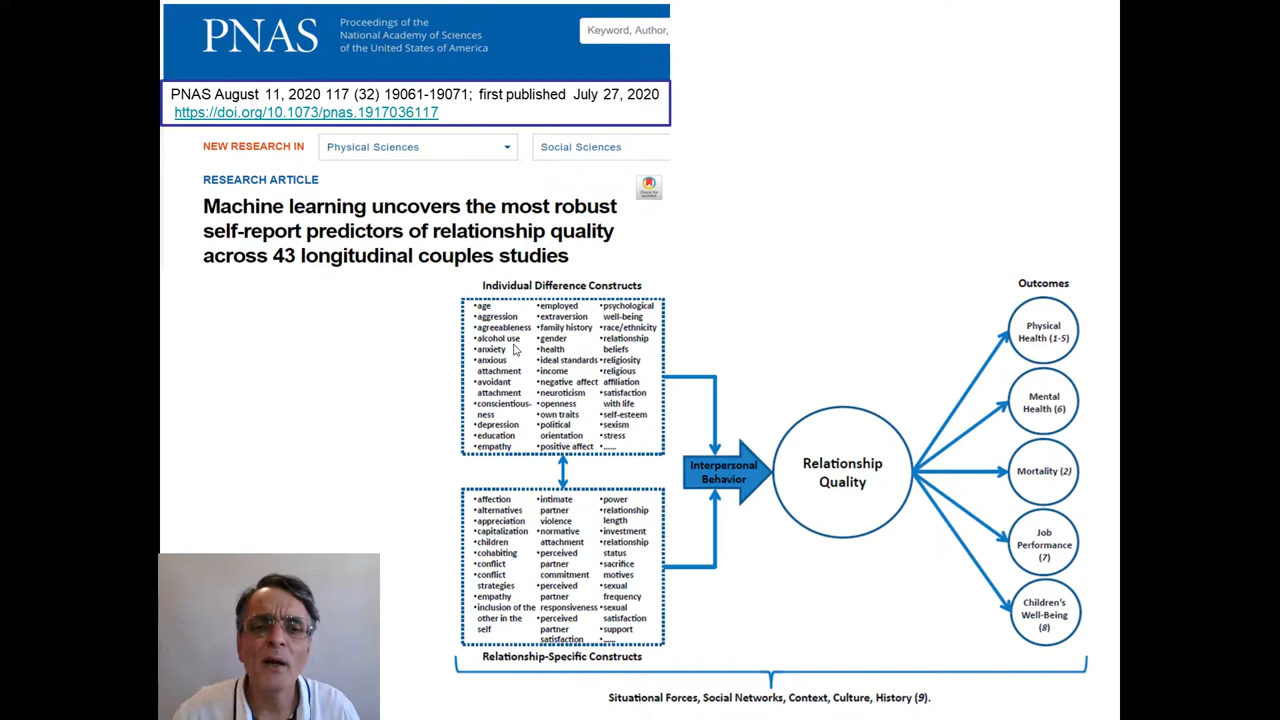 PNAS
Proceedings of the
National Academy of Sciences
of the United States of America
Keyword, Author,
PNAS August 11, 2020 117 (32) 19061-19071; first published July 27, 2020
https://doi.org/10.1073/pnas.1917036117
NEW RESEARCH IN
Physical Sciences
Social Sciences
RESEARCH ARTICLE
Machine learning uncovers the most robust
self-report predictors of relationship quality
across 43 longitudinal couples studies
Individual Difference Constructs
•age
•aggression
•agreeableness
•alcohol use
•anxiety
•anxious
attachment
•avoidant
attachment
•conscientious-
ness
•depression
•education
•empathy
•employed
•extraversion
•family history
•gender
•health
•ideal standards
•income
•negative affect
•neuroticism
•openness
•own traits
•political
orientation
•positive affect
•psychological
well-being
•race/ethnicity
•relationship
beliefs
•religiosity
•religious
affiliation
•satisfaction
with life
•self-esteem
•sexism
•stress
•......
•affection
•alternatives
•appreciation
•capitalization
•children
•cohabiting
•conflict
•conflict
strategies
•empathy
•inclusion of the
other in the
self
•intimate
partner
violence
•normative
attachment
•perceived
partner
commitment
•perceived
partner
responsiveness
•perceived
partner
satisfaction
•power
•relationship
length
•investment
•relationship
status
•sacrifice
motives
•sexual
frequency
•sexual
satisfaction
•support
•......
Relationship-Specific Constructs
Interpersonal
Behavior
Relationship
Quality
Outcomes
Physical
Health (1-5)
Mental
Health (6)
Mortality (2)
Job
Performance
(7)
Children's
Well-Being
(8)
Situational Forces, Social Networks, Context, Culture, History (9).